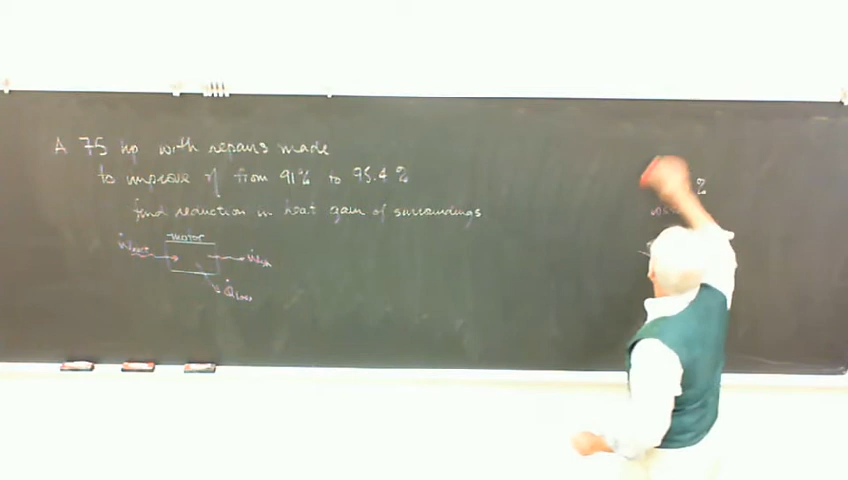 A 75 hp with repairs made
to improve η from 91% to 95.4%
find reduction in heat gain of surroundings
motor
Ẇelect Ẇsh
Q̇loss
%